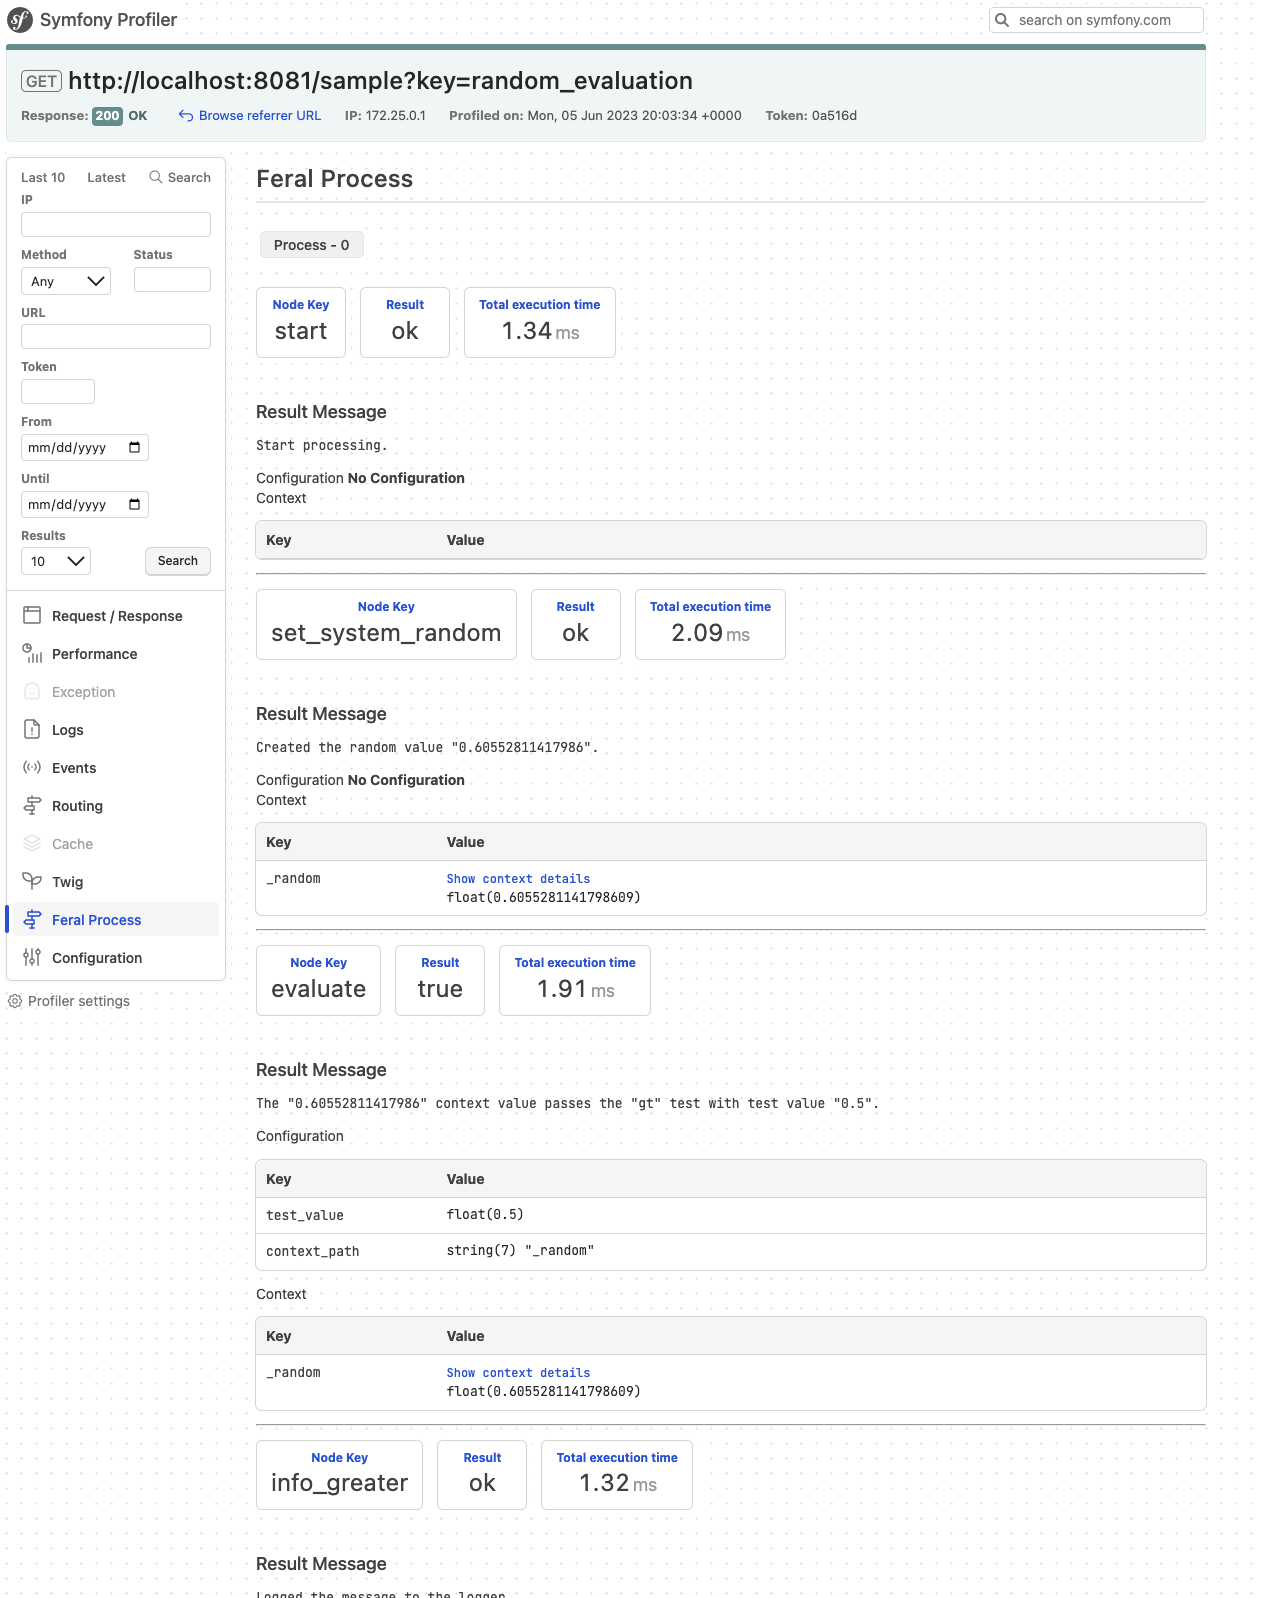 Symfony Profiler
search on symfony.com
GET http://localhost:8081/sample?key=random_evaluation
Response: 200 OK Browse referrer URL IP: 172.25.0.1 Profiled on: Mon, 05 Jun 2023 20:03:34 +0000 Token: 0a516d
Last 10 Latest Search
IP
Method Status
Any
URL
Token
From
mm/dd/yyyy
Until
mm/dd/yyyy
Results
10 Search
Request / Response
Performance
Exception
Logs
Events
Routing
Cache
Twig
Feral Process
Configuration
Profiler settings
Feral Process
Process - 0
Node Key Result Total execution time
start ok 1.34 ms
Result Message
Start processing.
Configuration No Configuration
Context
Key Value
Node Key Result Total execution time
set_system_random ok 2.09 ms
Result Message
Created the random value "0.60552811417986".
Configuration No Configuration
Context
Key Value
_random Show context details
float(0.6055281141798609)
Node Key Result Total execution time
evaluate true 1.91 ms
Result Message
The "0.60552811417986" context value passes the "gt" test with test value "0.5".
Configuration
Key Value
test_value float(0.5)
context_path string(7) "_random"
Context
Key Value
_random Show context details
float(0.6055281141798609)
Node Key Result Total execution time
info_greater ok 1.32 ms
Result Message
Logged the message to the logger